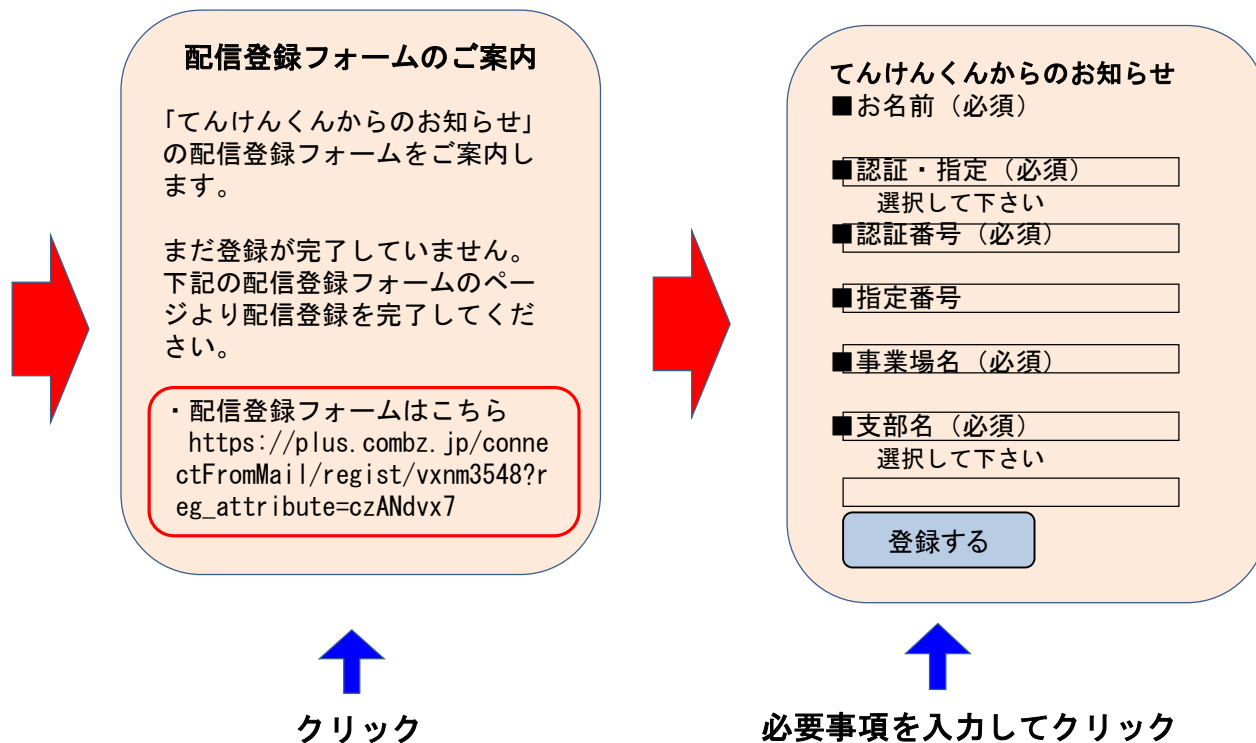 配信登録フォームのご案内
「てんけんくんからのお知らせ」
の配信登録フォームをご案内し
ます。
まだ登録が完了していません。
下記の配信登録フォームのペー
ジより配信登録を完了してくだ
さい。
・配信登録フォームはこちら
https://plus.combz.jp/conne
ctFromMail/regist/vxnm3548?r
eg_attribute=czANdvx7
クリック
てんけんくんからのお知らせ
■お名前（必須）
■認証・指定（必須）
選択して下さい
■認証番号（必須）
■指定番号
■事業場名（必須）
■支部名（必須）
選択して下さい
登録する
必要事項を入力してクリック